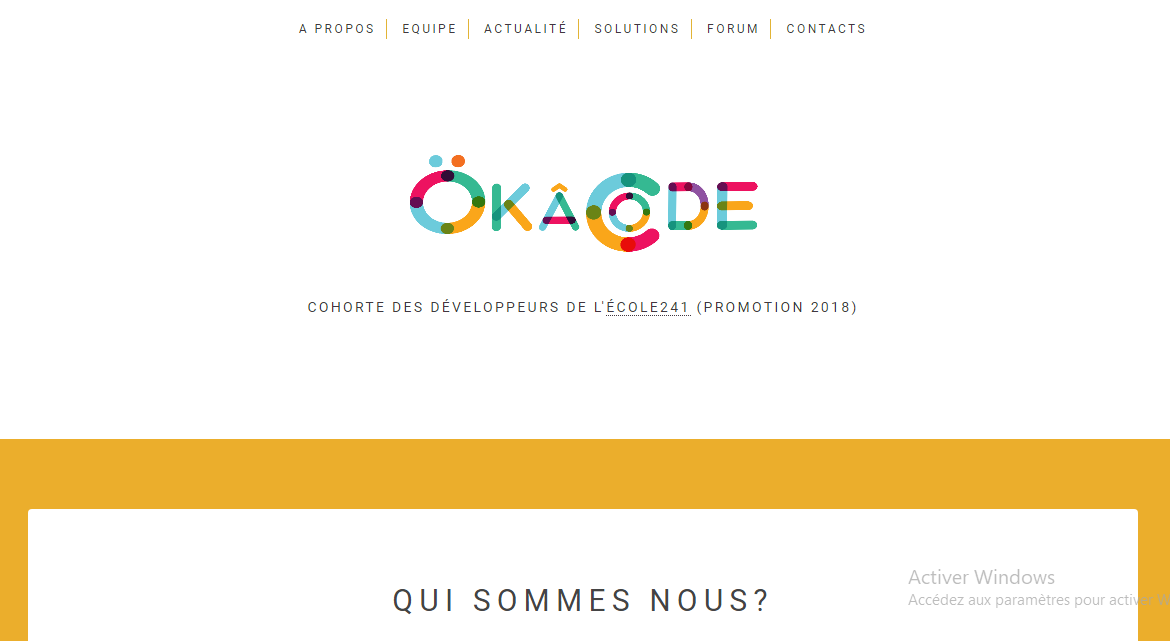 A PROPOS EQUIPE ACTUALITÉ SOLUTIONS FORUM CONTACTS
ÖKÂCODE
COHORTE DES DÉVELOPPEURS DE L'ÉCOLE241 (PROMOTION 2018)
QUI SOMMES NOUS?
Activer Windows
Accédez aux paramètres pour activer W